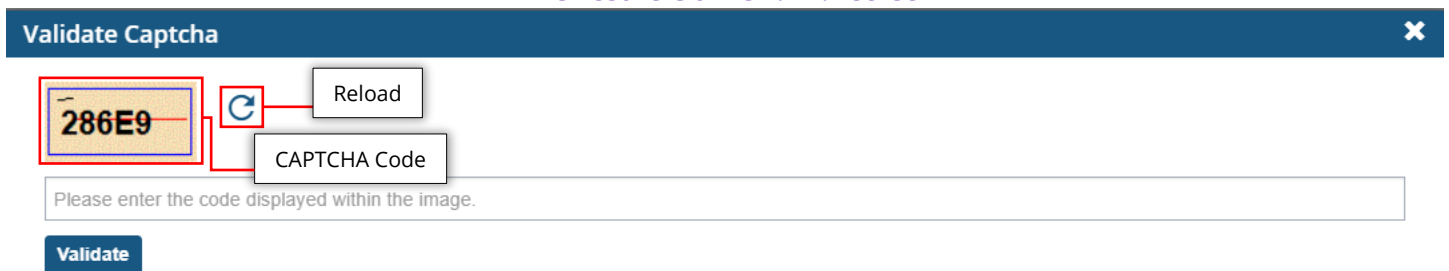 Validate Captcha
Reload
286E9
CAPTCHA Code
Please enter the code displayed within the image.
Validate